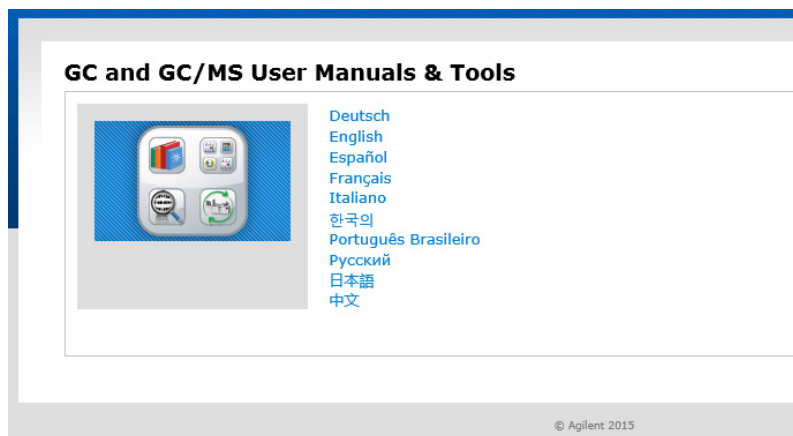 GC and GC/MS User Manuals & Tools
Deutsch
English
Español
Français
Italiano
한국의
Português Brasileiro
Русский
日本語
中文
© Agilent 2015